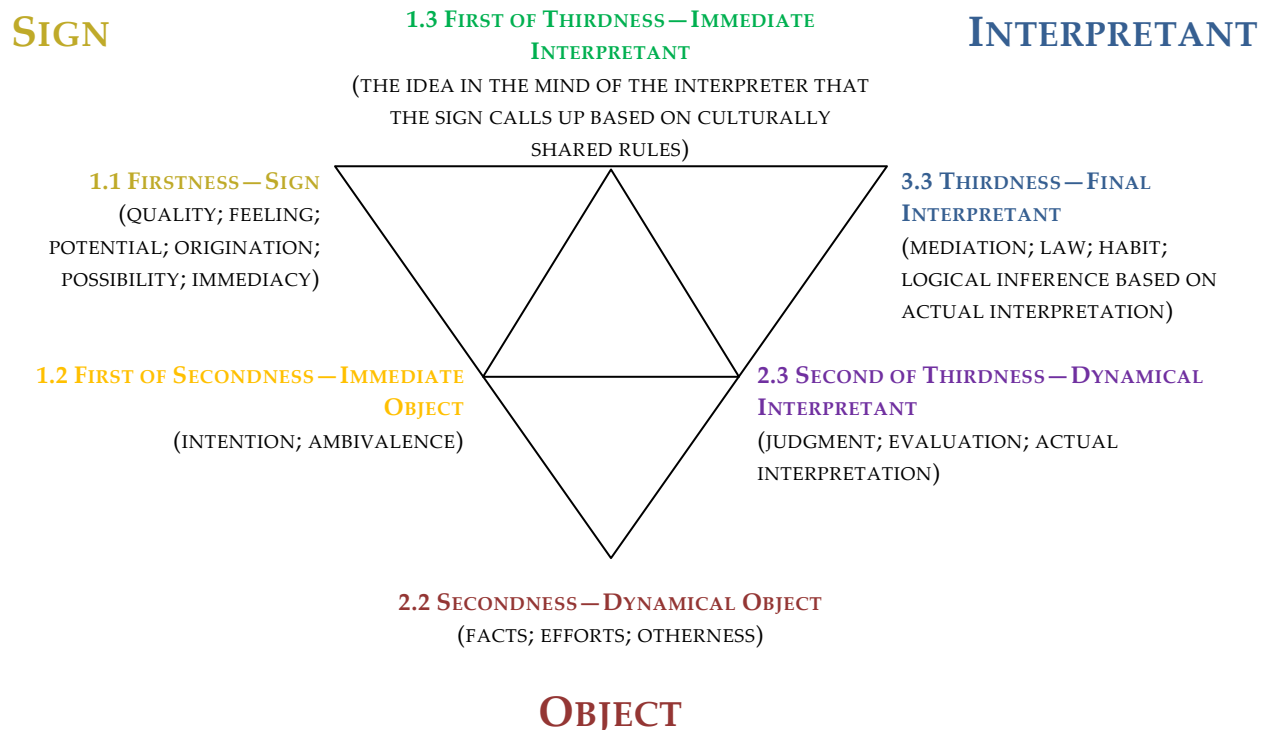 SIGN
INTERPRETANT
1.3 FIRST OF THIRDNESS—IMMEDIATE
INTERPRETANT
(THE IDEA IN THE MIND OF THE INTERPRETER THAT
THE SIGN CALLS UP BASED ON CULTURALLY
SHARED RULES)
1.1 FIRSTNESS—SIGN
(QUALITY; FEELING;
POTENTIAL; ORIGINATION;
POSSIBILITY; IMMEDIACY)
3.3 THIRDNESS—FINAL
INTERPRETANT
(MEDIATION; LAW; HABIT;
LOGICAL INFERENCE BASED ON
ACTUAL INTERPRETATION)
1.2 FIRST OF SECONDNESS—IMMEDIATE
OBJECT
(INTENTION; AMBIVALENCE)
2.3 SECOND OF THIRDNESS—DYNAMICAL
INTERPRETANT
(JUDGMENT; EVALUATION; ACTUAL
INTERPRETATION)
2.2 SECONDNESS—DYNAMICAL OBJECT
(FACTS; EFFORTS; OTHERNESS)
OBJECT